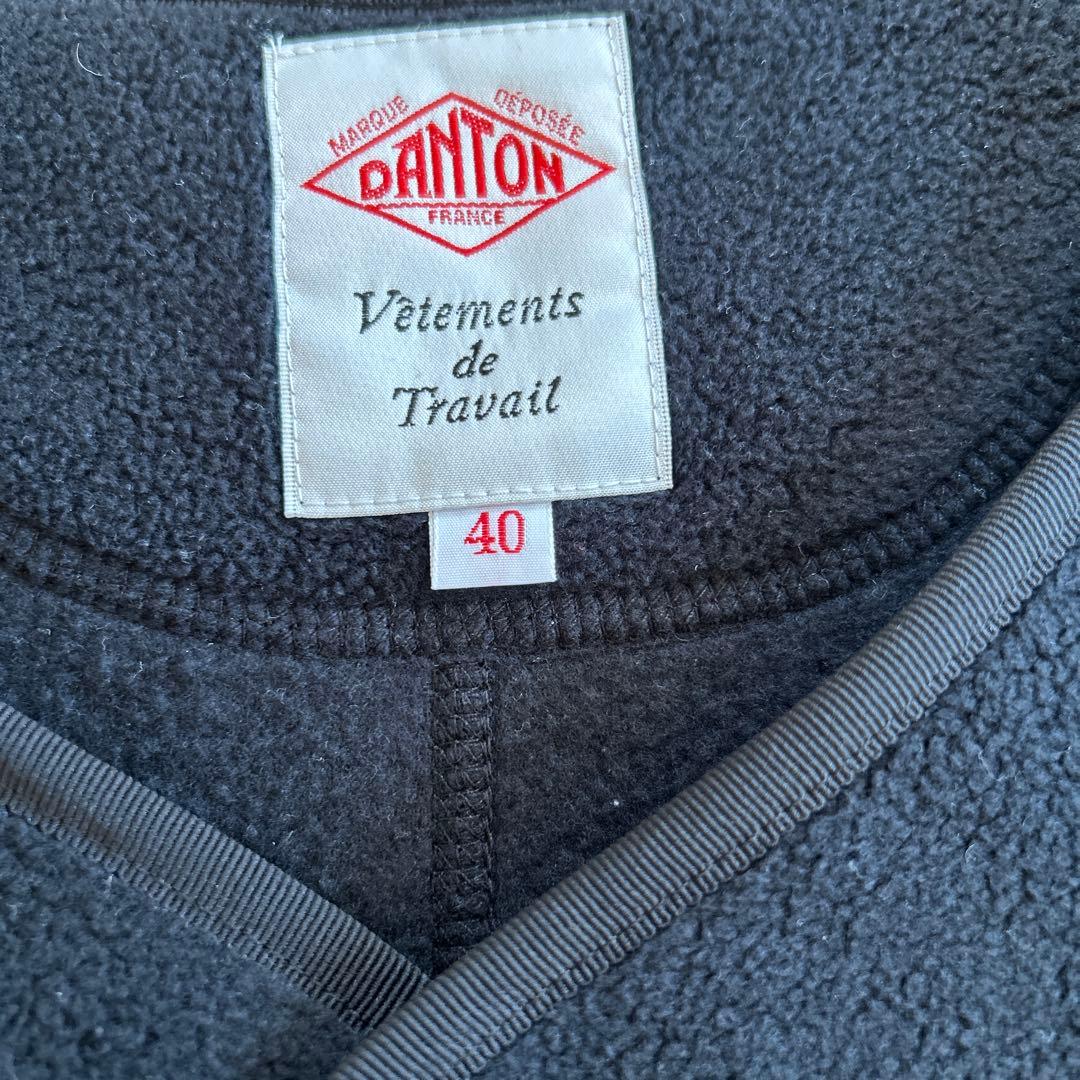 MARQUE DÉPOSÉE
DANTON
FRANCE
Vêtements
de
Travail
40